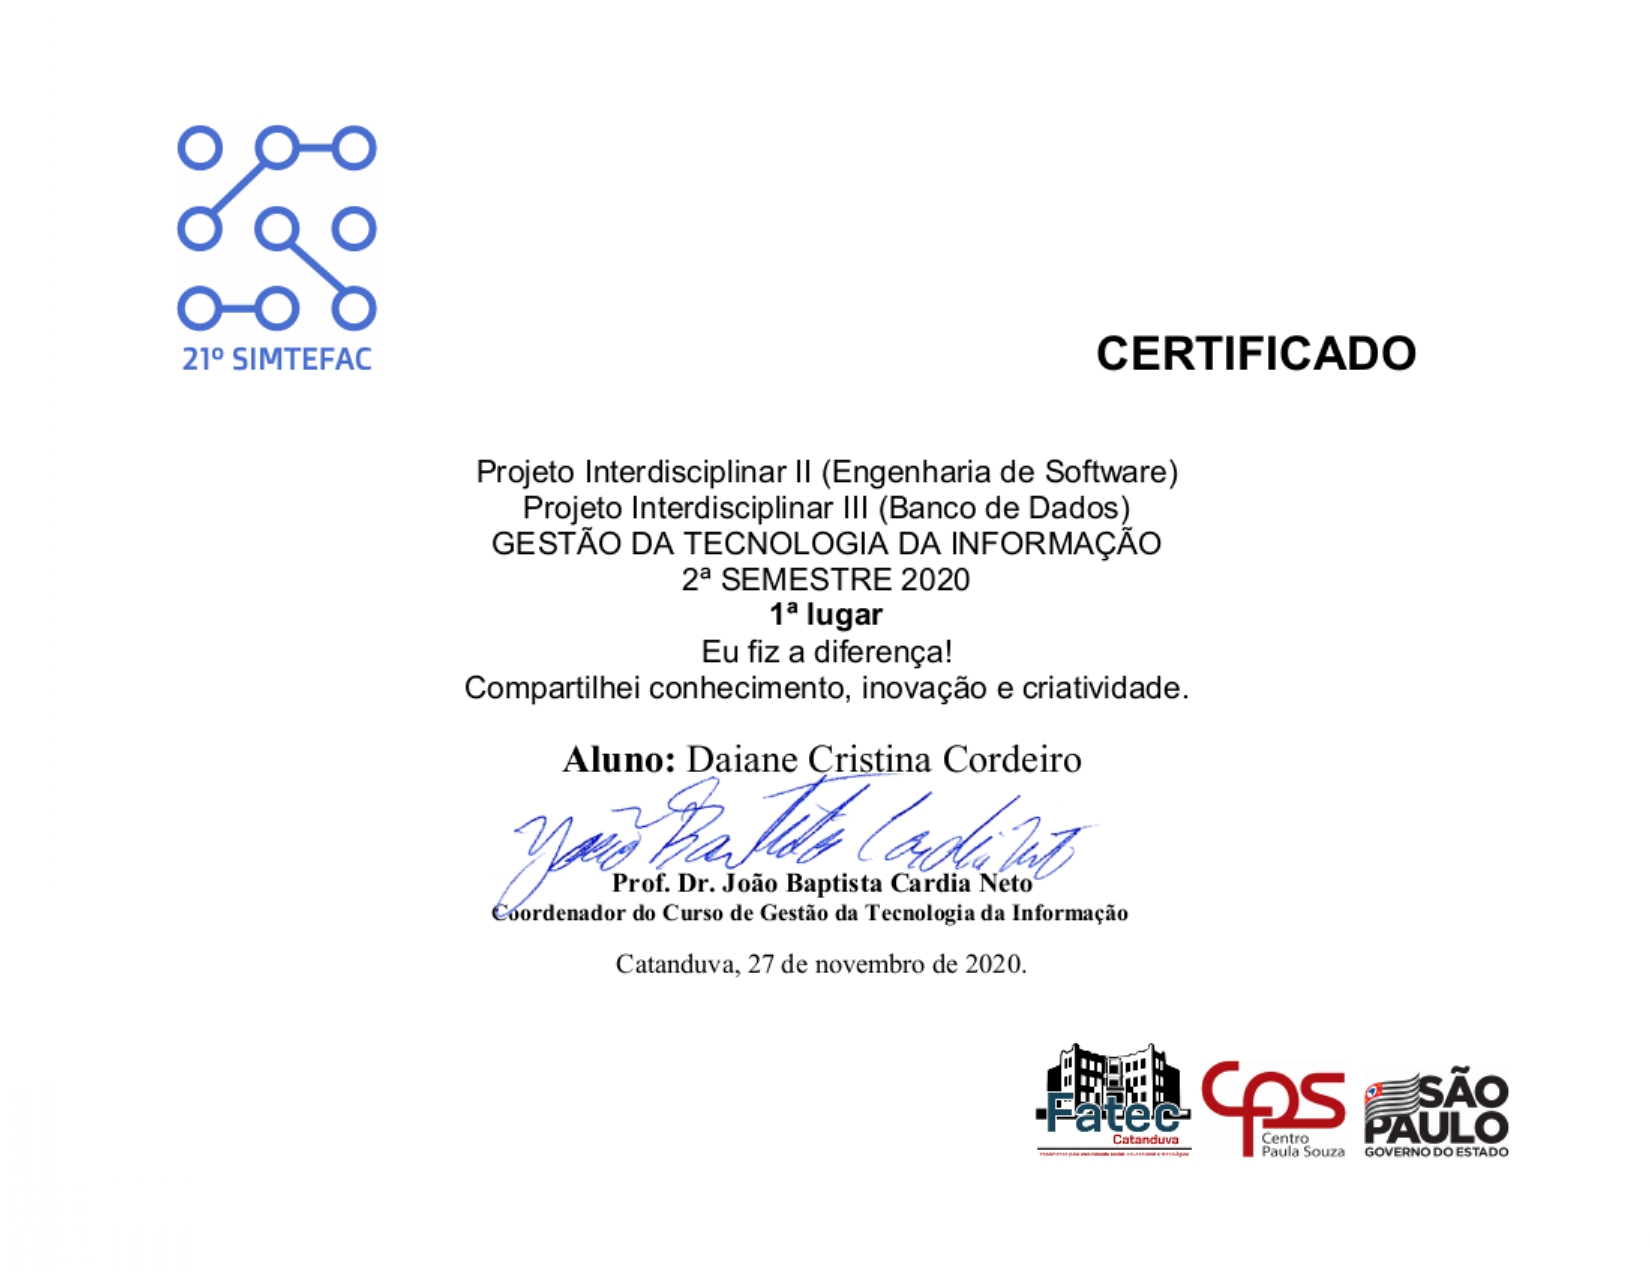 21º SIMTEFAC
CERTIFICADO
Projeto Interdisciplinar II (Engenharia de Software)
Projeto Interdisciplinar III (Banco de Dados)
GESTÃO DA TECNOLOGIA DA INFORMAÇÃO
2ª SEMESTRE 2020
1ª lugar
Eu fiz a diferença!
Compartilhei conhecimento, inovação e criatividade.
Aluno: Daiane Cristina Cordeiro
João Baptista Cardia Neto
Prof. Dr. João Baptista Cardia Neto
Coordenador do Curso de Gestão da Tecnologia da Informação
Catanduva, 27 de novembro de 2020.
Fatec
Catanduva
cps
Centro
Paula Souza
SÃO
PAULO
GOVERNO DO ESTADO